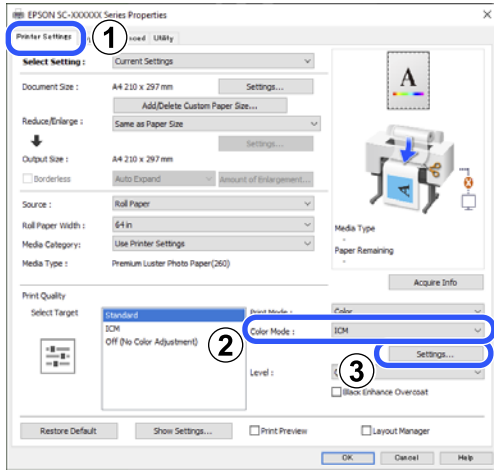 EPSON SC-XXXXXX Series Properties
Printer Settings 1 Utility
Select Setting : Current Settings
Document Size : A4 210 x 297 mm Settings...
Add/Delete Custom Paper Size...
Reduce/Enlarge : Same as Paper Size
Settings...
Output Size : A4 210 x 297 mm
Borderless Auto Expand Amount of Enlargement...
Source : Roll Paper
Roll Paper Width : 64 in
Media Category: Use Printer Settings
Media Type : Premium Luster Photo Paper(260)
A
A
Media Type
-
Paper Remaining
-
Acquire Info
Print Quality
Select Target
Standard
ICM
Off (No Color Adjustment)
Print Mode : Color
2 Color Mode : ICM
3 Settings...
Level :
Black Enhance Overcoat
Restore Default Show Settings... Print Preview Layout Manager
OK Cancel Help